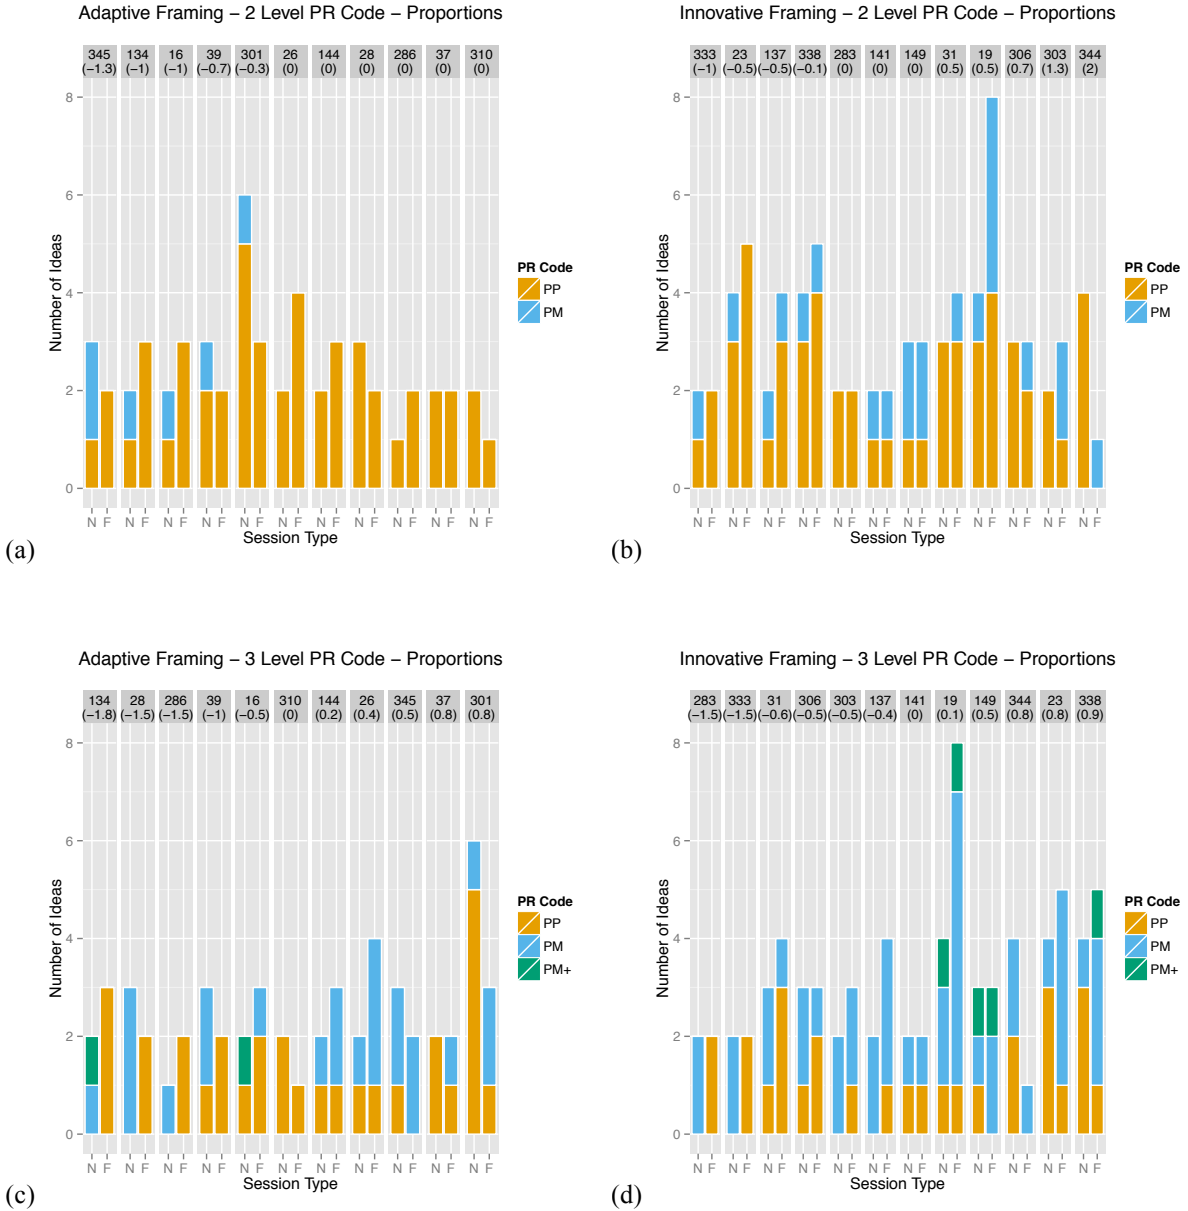 Adaptive Framing − 2 Level PR Code − Proportions
345 134 16 39 301 26 144 28 286 37 310
(−1.3) (−1) (−1) (−0.7) (−0.3) (0) (0) (0) (0) (0) (0)
8
6
4
2
0
Number of Ideas
N F N F N F N F N F N F N F N F N F N F N F
Session Type
PR Code
PP
PM
(a)
Innovative Framing − 2 Level PR Code − Proportions
333 23 137 338 283 141 149 31 19 306 303 344
(−1) (−0.5) (−0.5) (−0.1) (0) (0) (0) (0.5) (0.5) (0.7) (1.3) (2)
8
6
4
2
0
Number of Ideas
N F N F N F N F N F N F N F N F N F N F N F N F
Session Type
PR Code
PP
PM
(b)
Adaptive Framing − 3 Level PR Code − Proportions
134 28 286 39 16 310 144 26 345 37 301
(−1.8) (−1.5) (−1.5) (−1) (−0.5) (0) (0.2) (0.4) (0.5) (0.8) (0.8)
8
6
4
2
0
Number of Ideas
N F N F N F N F N F N F N F N F N F N F N F
Session Type
PR Code
PP
PM
PM+
(c)
Innovative Framing − 3 Level PR Code − Proportions
283 333 31 306 303 137 141 19 149 344 23 338
(−1.5) (−1.5) (−0.6) (−0.5) (−0.5) (−0.4) (0) (0.1) (0.5) (0.8) (0.8) (0.9)
8
6
4
2
0
Number of Ideas
N F N F N F N F N F N F N F N F N F N F N F N F
Session Type
PR Code
PP
PM
PM+
(d)